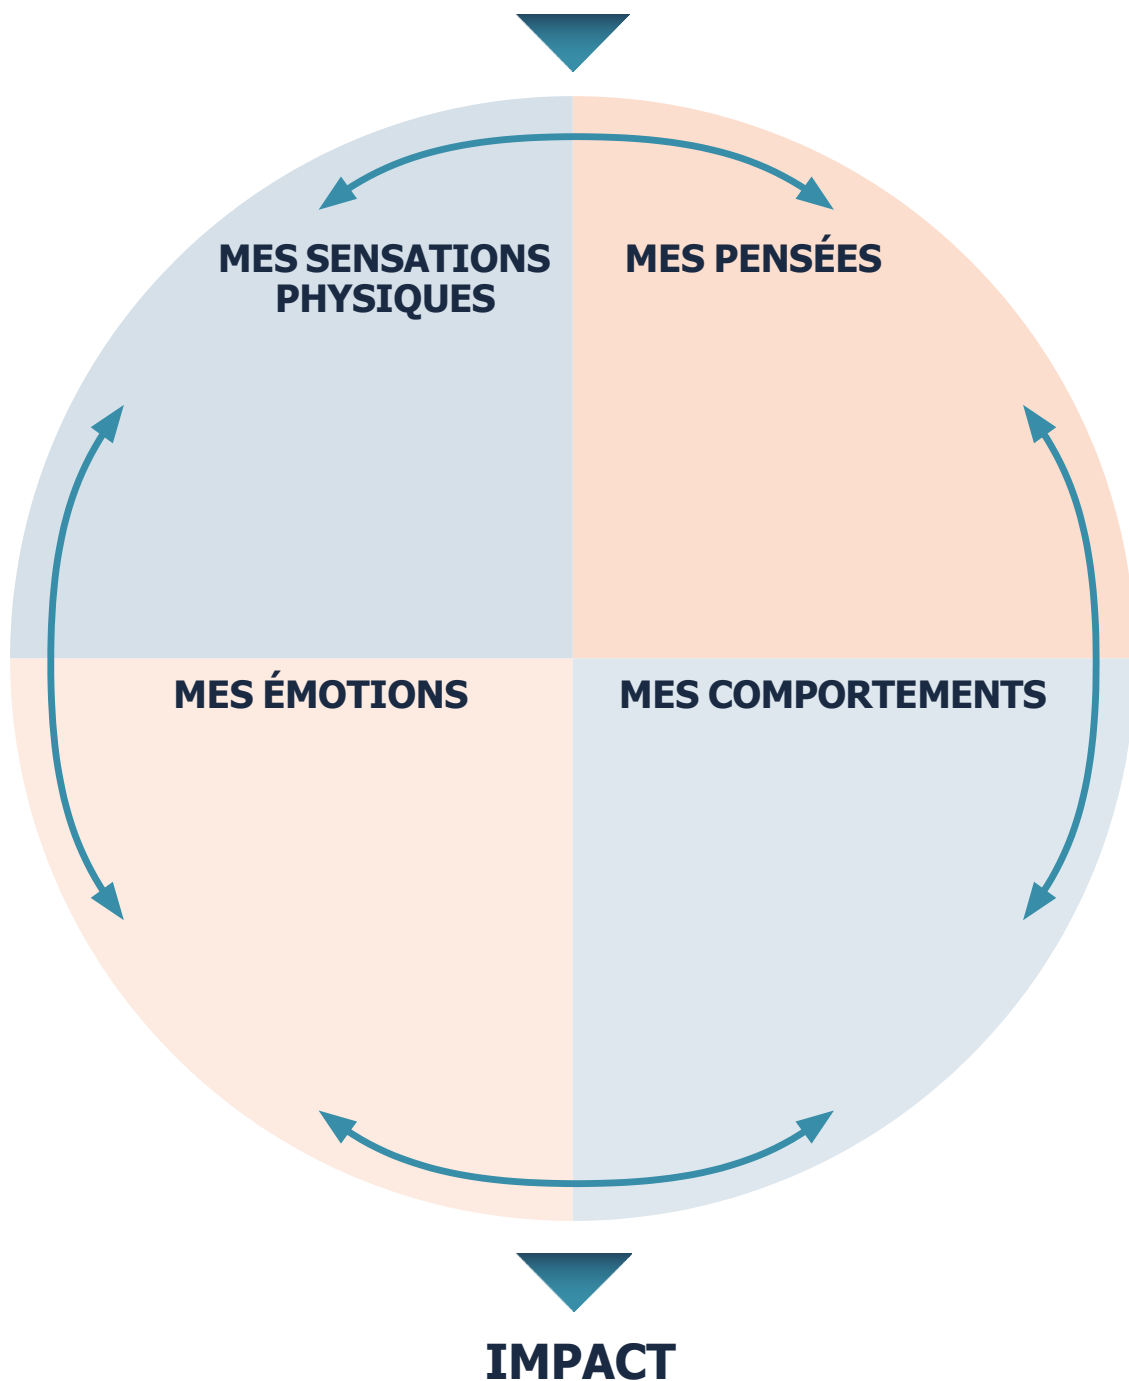 MES SENSATIONS
PHYSIQUES
MES PENSÉES
MES ÉMOTIONS
MES COMPORTEMENTS
IMPACT